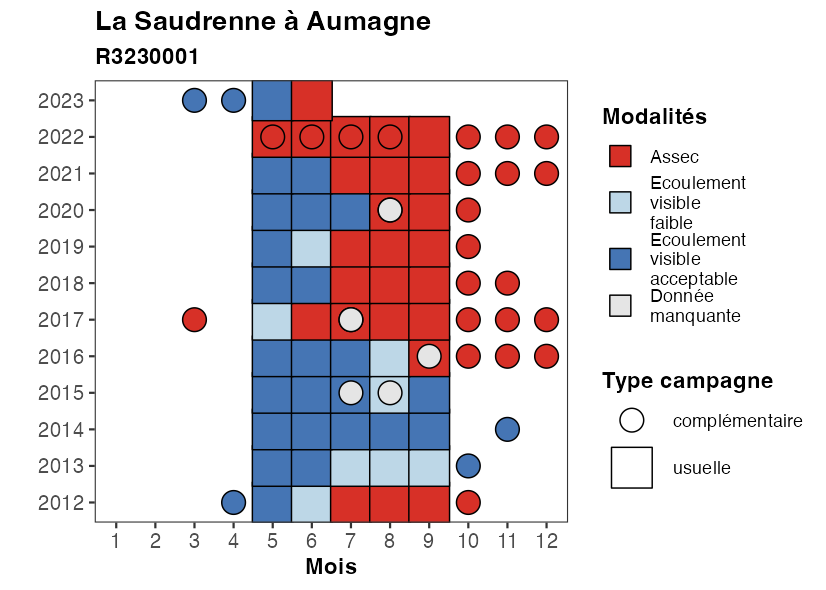 La Saudrenne à Aumagne
R3230001
2023
2022
2021
2020
2019
2018
2017
2016
2015
2014
2013
2012
1 2 3 4 5 6 7 8 9 10 11 12
Mois
Modalités
Assec
Ecoulement
visible
faible
Ecoulement
visible
acceptable
Donnée
manquante
Type campagne
complémentaire
usuelle